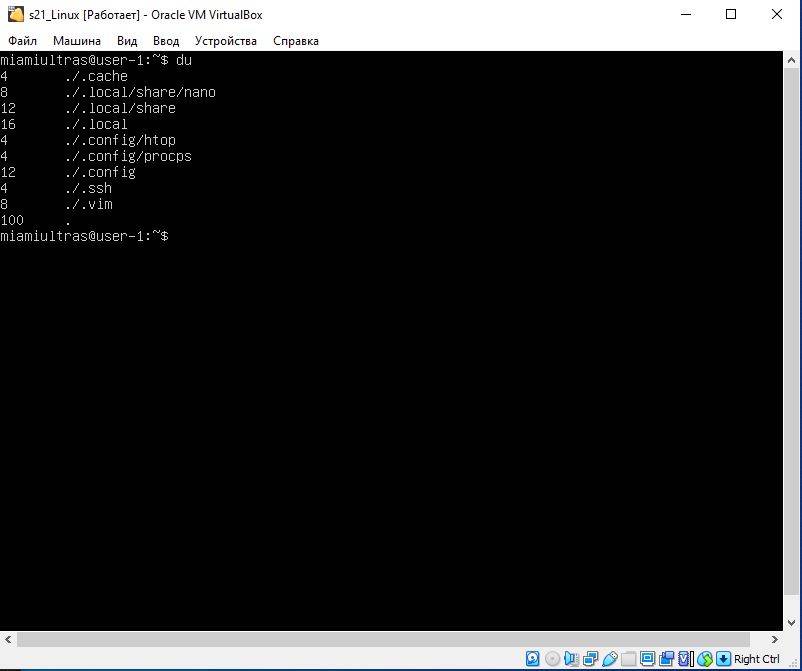 s21_Linux [Работает] - Oracle VM VirtualBox
Файл Машина Вид Ввод Устройства Справка
miamiultras@user-1:~$ du
4 ./.cache
8 ./.local/share/nano
12 ./.local/share
16 ./.local
4 ./.config/htop
4 ./.config/procps
12 ./.config
4 ./.ssh
8 ./.vim
100 .
miamiultras@user-1:~$
Right Ctrl